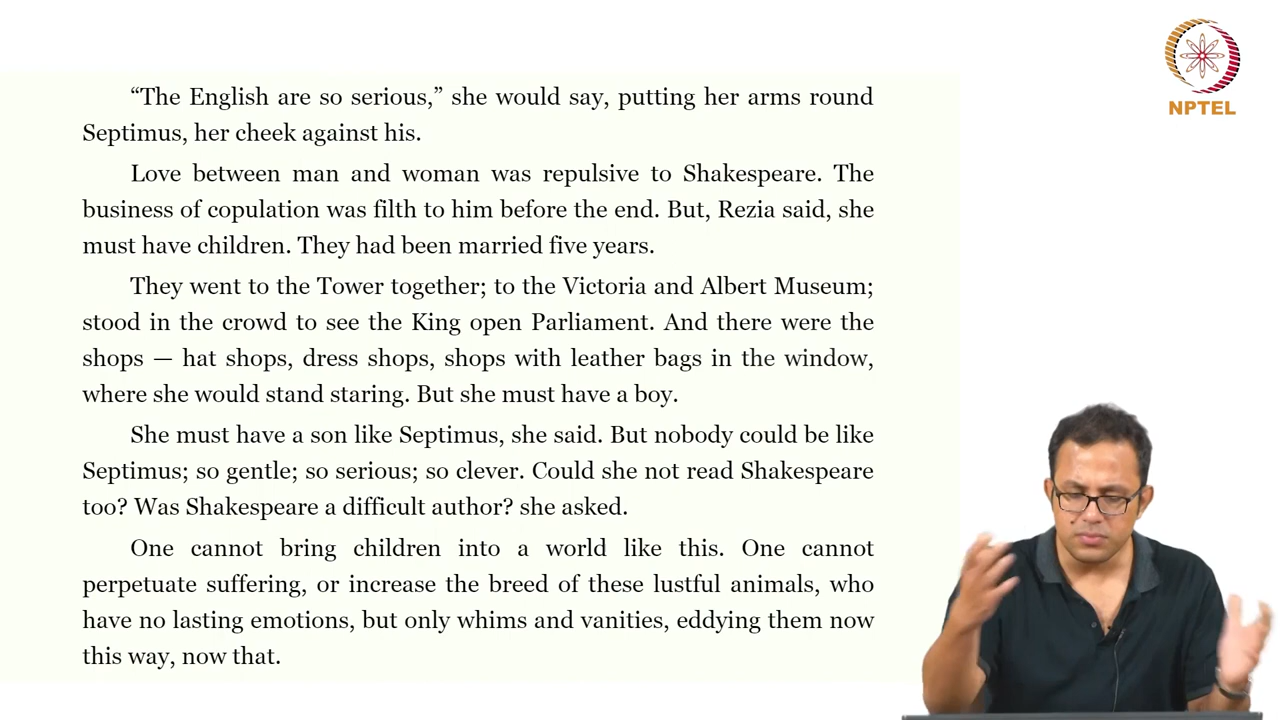 “The English are so serious,” she would say, putting her arms round
Septimus, her cheek against his.
Love between man and woman was repulsive to Shakespeare. The
business of copulation was filth to him before the end. But, Rezia said, she
must have children. They had been married five years.
They went to the Tower together; to the Victoria and Albert Museum;
stood in the crowd to see the King open Parliament. And there were the
shops — hat shops, dress shops, shops with leather bags in the window,
where she would stand staring. But she must have a boy.
She must have a son like Septimus, she said. But nobody could be like
Septimus; so gentle; so serious; so clever. Could she not read Shakespeare
too? Was Shakespeare a difficult author? she asked.
One cannot bring children into a world like this. One cannot
perpetuate suffering, or increase the breed of these lustful animals, who
have no lasting emotions, but only whims and vanities, eddying them now
this way, now that.
NPTEL